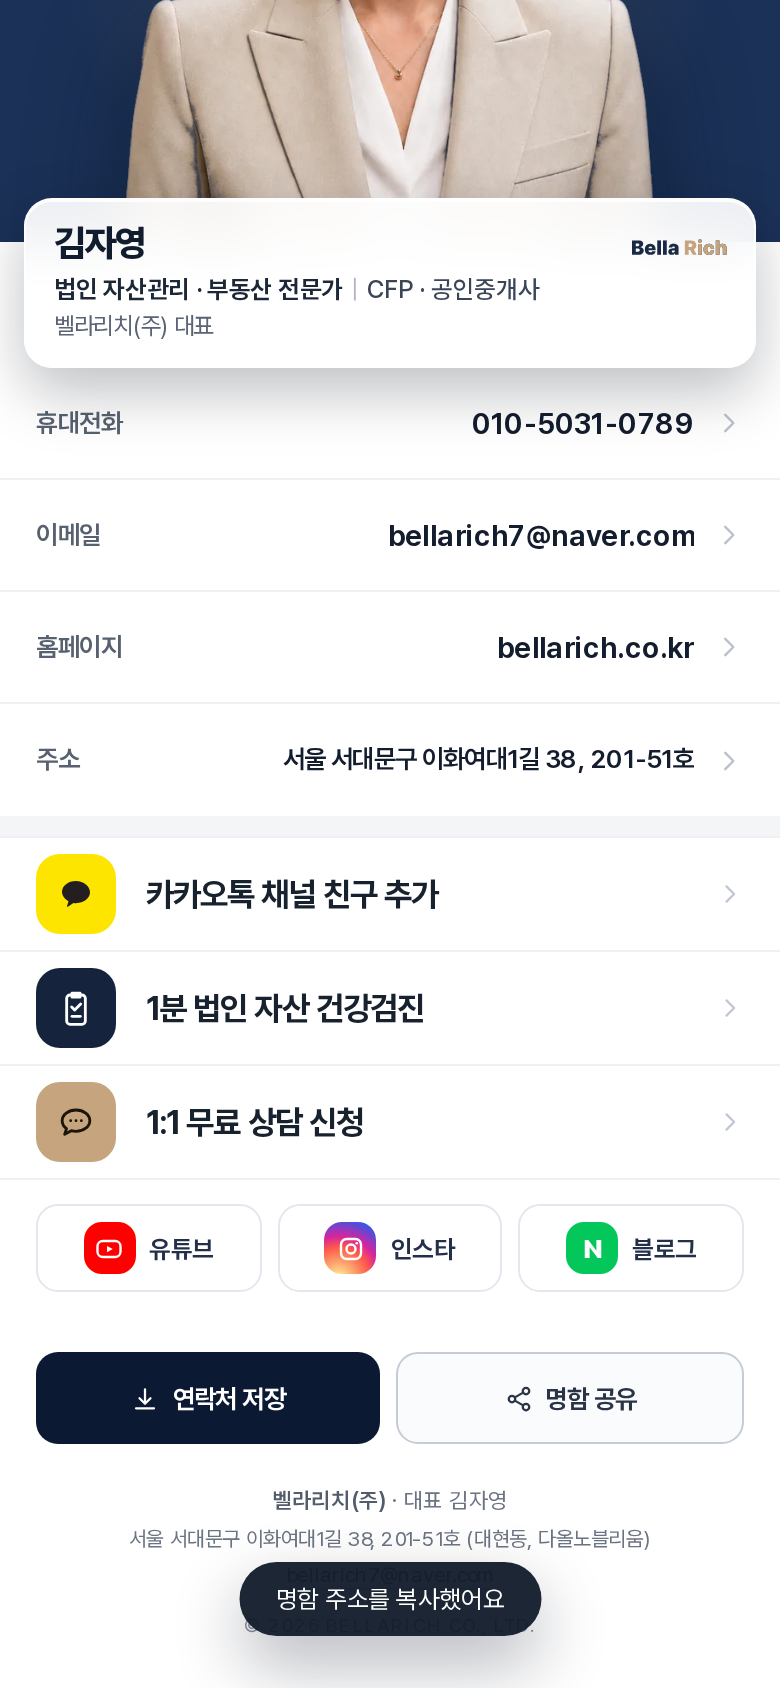 김자영
Bella Rich
법인 자산관리 · 부동산 전문가 | CFP · 공인중개사
벨라리치(주) 대표
휴대전화 010-5031-0789
이메일 bellarich7@naver.com
홈페이지 bellarich.co.kr
주소 서울 서대문구 이화여대1길 38, 201-51호
카카오톡 채널 친구 추가
1분 법인 자산 건강검진
1:1 무료 상담 신청
유튜브 인스타 N 블로그
연락처 저장 명함 공유
벨라리치(주) · 대표 김자영
서울 서대문구 이화여대1길 38, 201-51호 (대현동, 다올노블리움)
bellarich7@naver.com
명함 주소를 복사했어요
© 2026 BELLARICH CO., LTD.